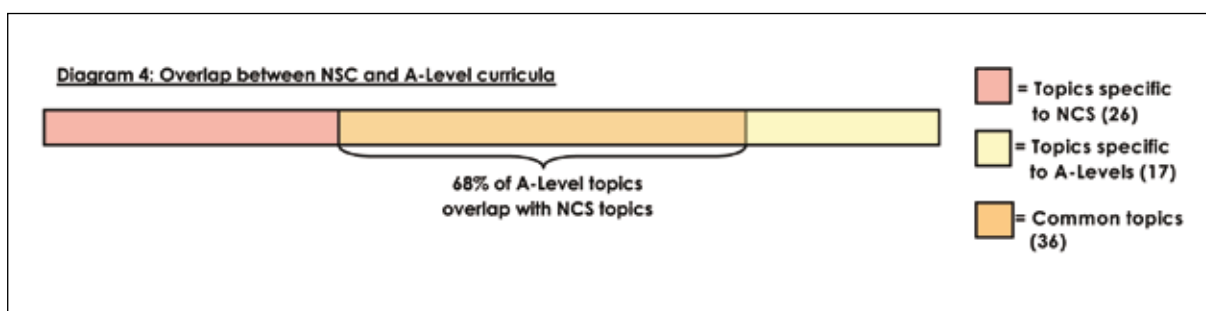 Diagram 4: Overlap between NSC and A-Level curricula
68% of A-Level topics
overlap with NCS topics
= Topics specific
to NCS (26)
= Topics specific
to A-Levels (17)
= Common topics
(36)